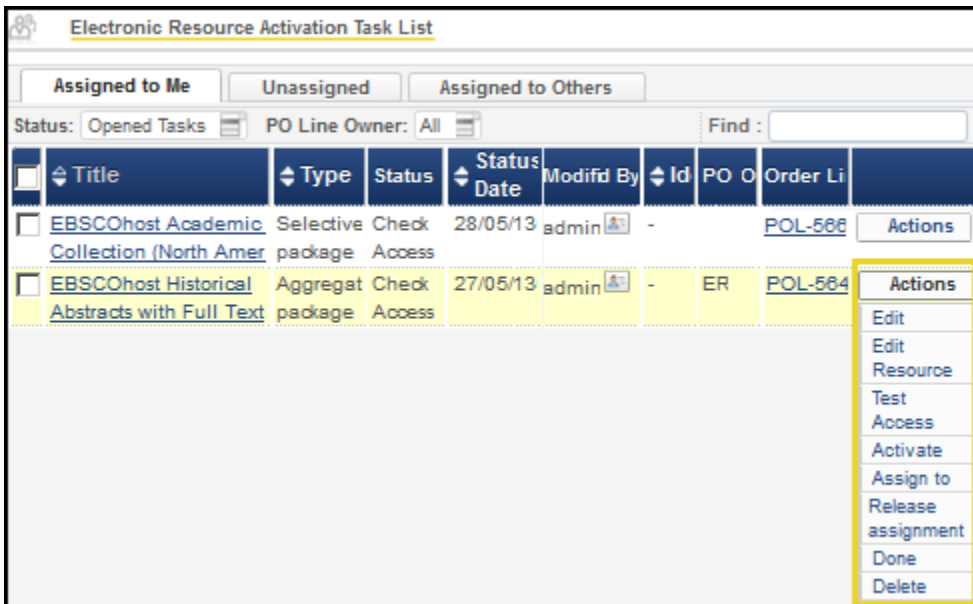 Electronic Resource Activation Task List
Assigned to Me Unassigned Assigned to Others
Status: Opened Tasks PO Line Owner: All Find :
Title Type Status Status Date Modifid By Id PO O Order Li
EBSCOhost Academic Selective Check 28/05/13 admin - POL-566 Actions
Collection (North Amer package Access
EBSCOhost Historical Aggregat Check 27/05/13 admin - ER POL-564 Actions
Abstracts with Full Text package Access
Edit
Edit
Resource
Test
Access
Activate
Assign to
Release
assignment
Done
Delete